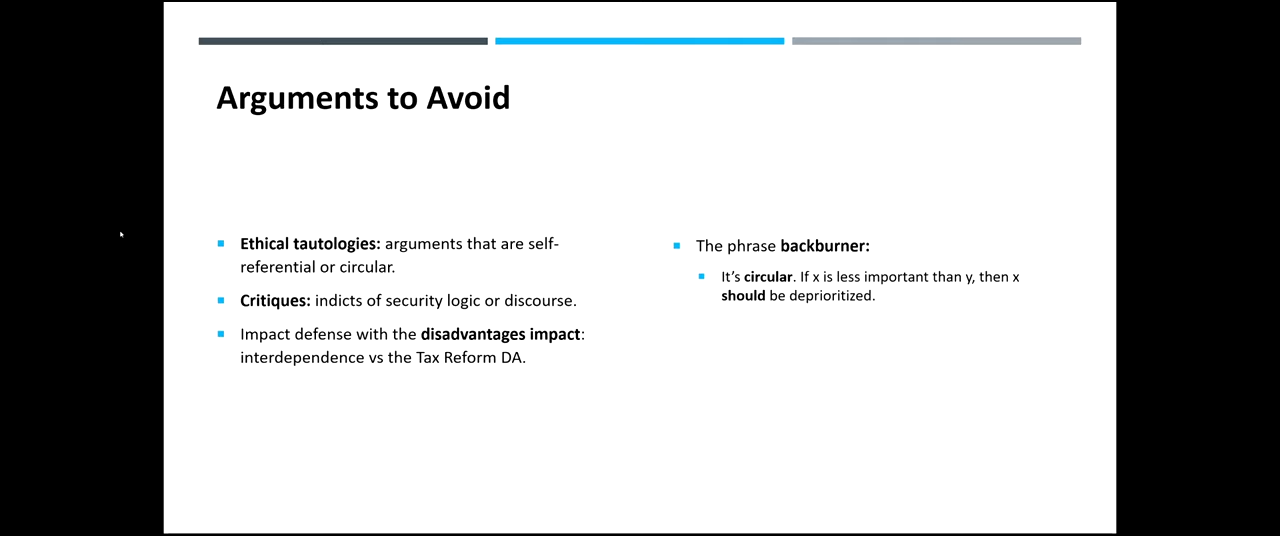 Arguments to Avoid
Ethical tautologies: arguments that are self-
referential or circular.
Critiques: indicts of security logic or discourse.
Impact defense with the disadvantages impact:
interdependence vs the Tax Reform DA.
The phrase backburner:
It’s circular. If x is less important than y, then x
should be deprioritized.